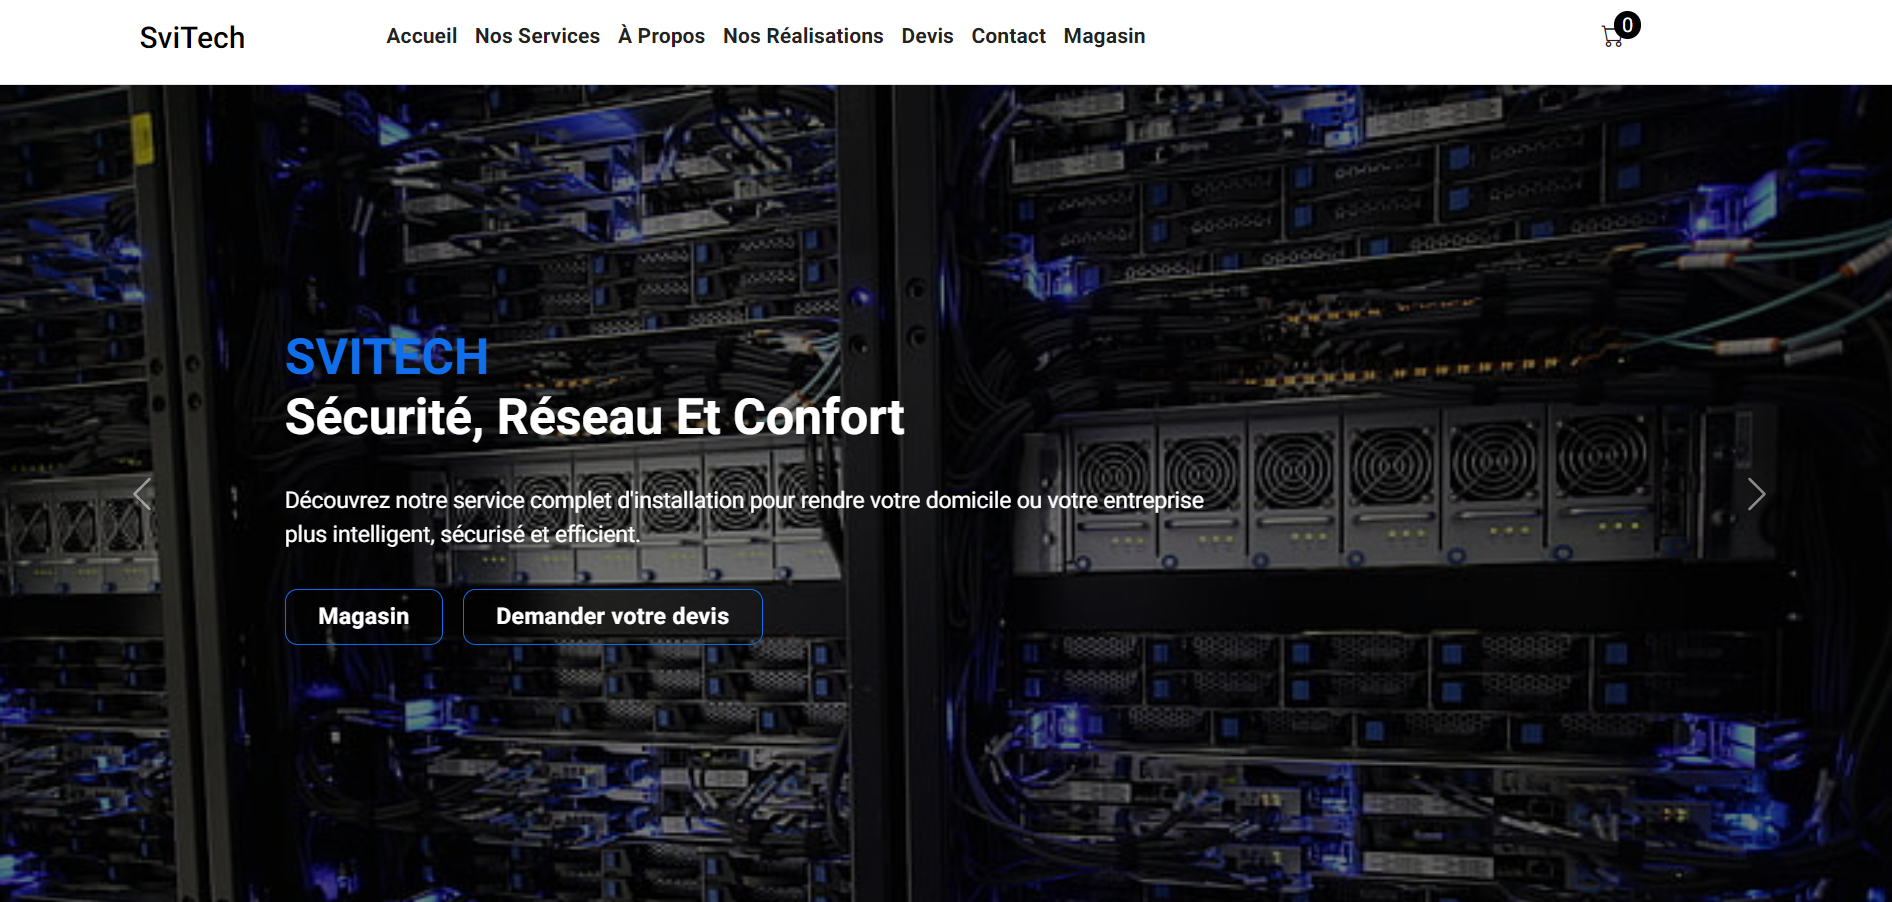 SviTech
Accueil Nos Services À Propos Nos Réalisations Devis Contact Magasin
0
SVITECH
Sécurité, Réseau Et Confort
Découvrez notre service complet d'installation pour rendre votre domicile ou votre entreprise
plus intelligent, sécurisé et efficient.
Magasin Demander votre devis